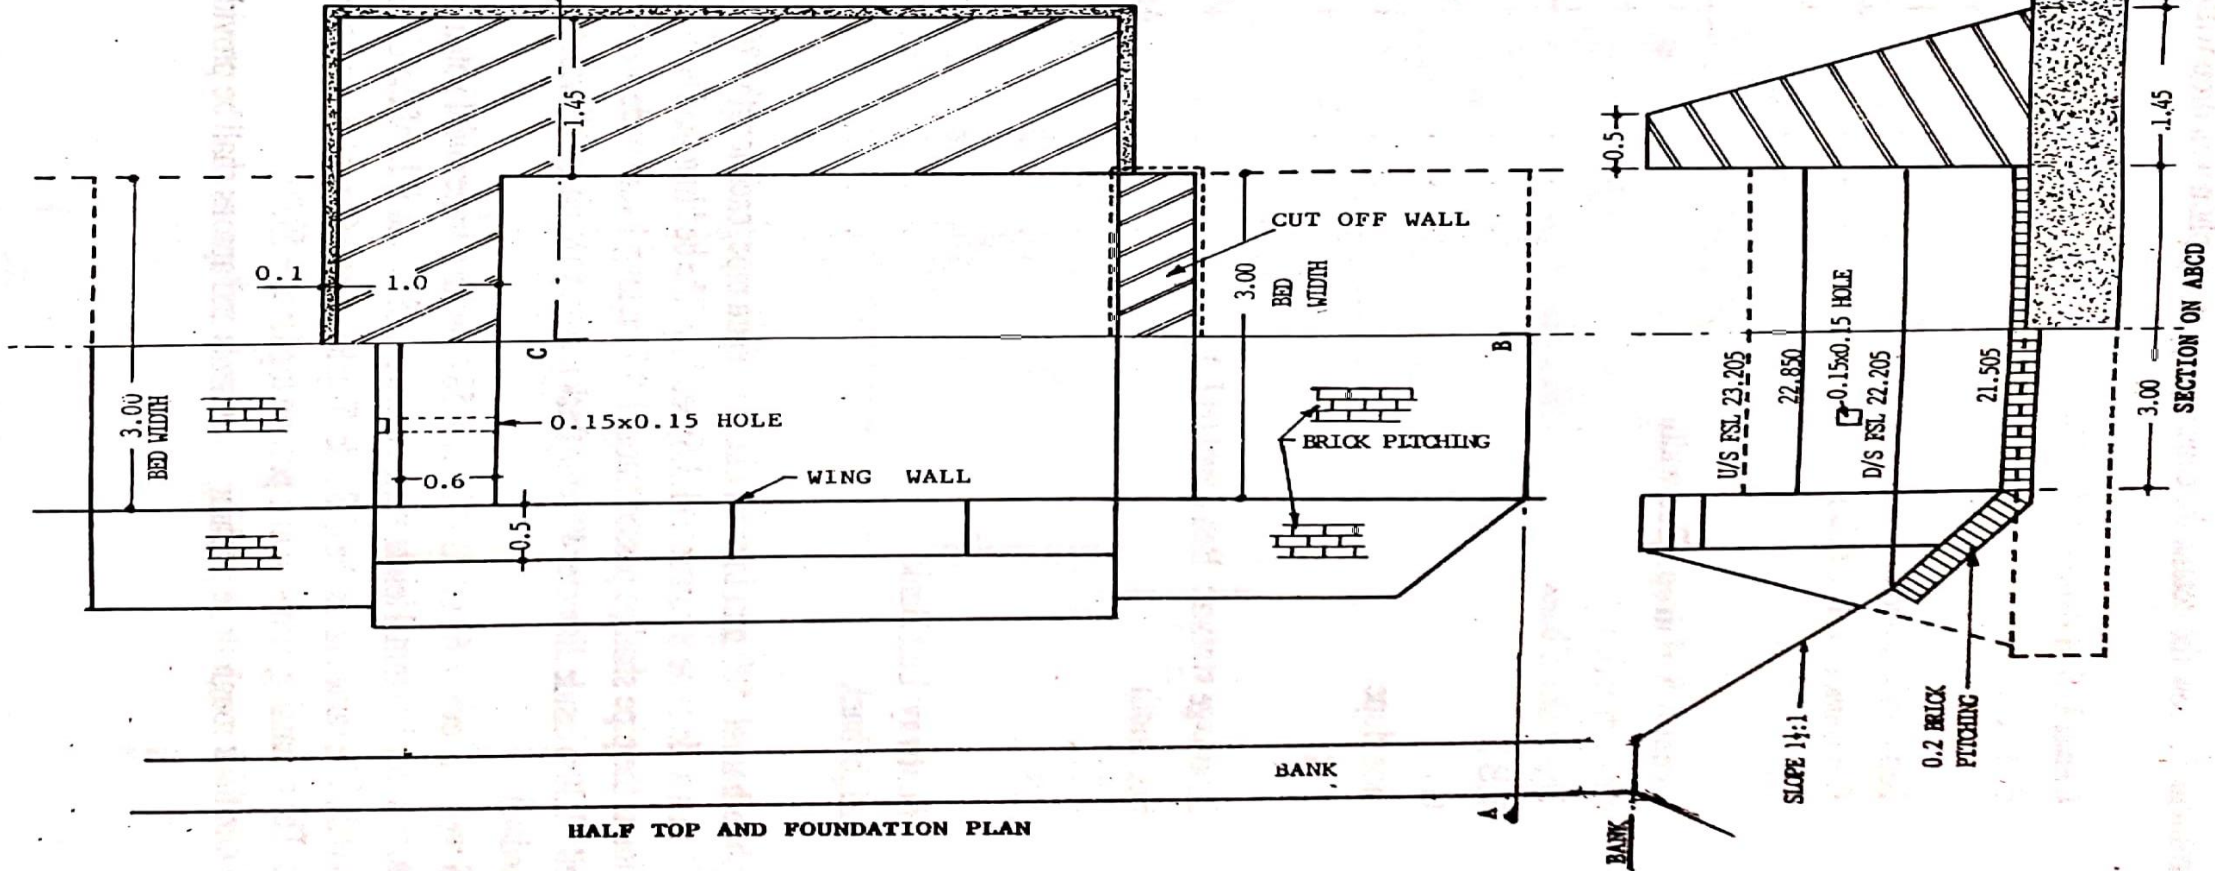 1.45
0.1
1.0
3.00
BED WIDTH
C
0.15x0.15 HOLE
0.6
WING WALL
0.5
CUT OFF WALL
3.00
BED
WIDTH
B
BRICK PITCHING
BANK
A
HALF TOP AND FOUNDATION PLAN
0.5
U/S FSL 23.205
22.850
0.15x0.15 HOLE
D/S FSL 22.205
21.505
1.45
3.00
SLOPE 1½:1
0.2 BRICK
PITCHING
BANK
SECTION ON ABCD